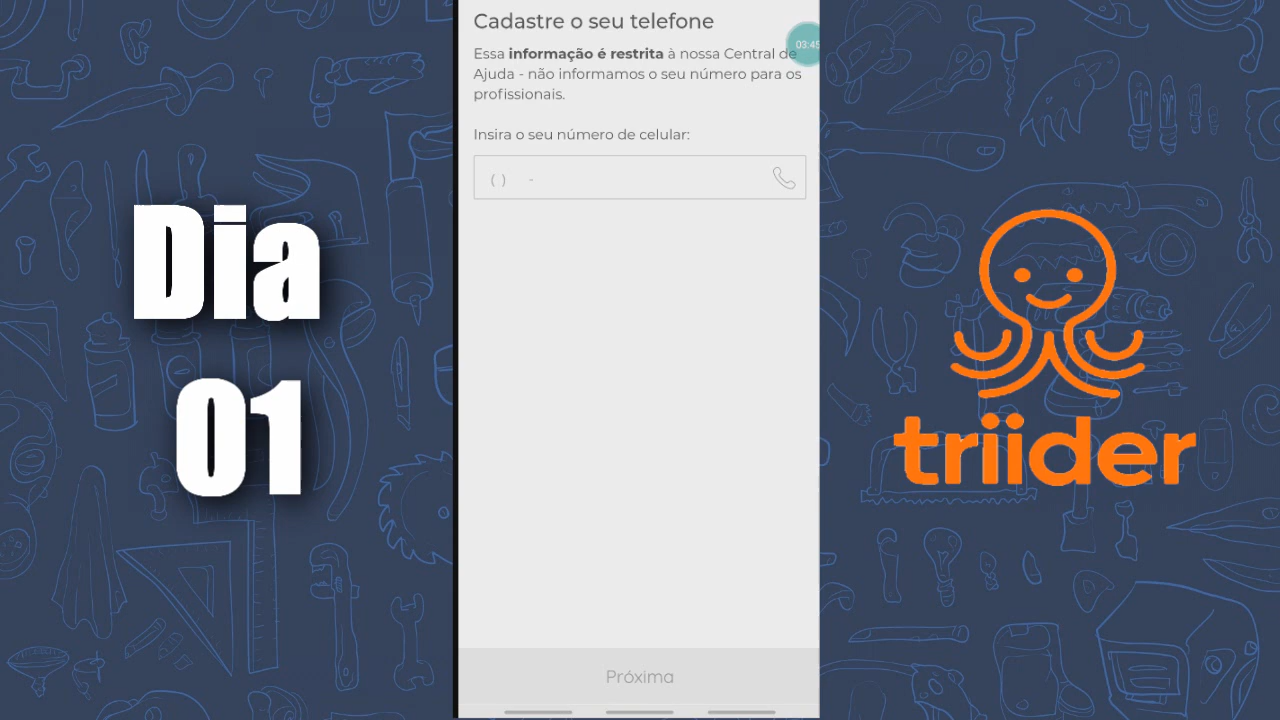 Dia
01
Cadastre o seu telefone
03:45
Essa informação é restrita à nossa Central de
Ajuda - não informamos o seu número para os
profissionais.
Insira o seu número de celular:
( ) -
Próxima
triider